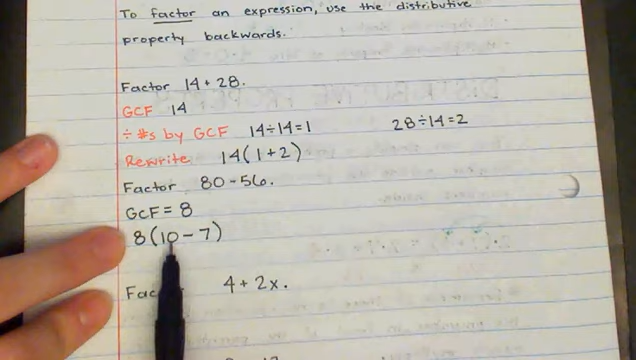 To factor an expression, use the distributive
property backwards.
Factor 14 + 28.
GCF 14
÷ #s by GCF 14÷14=1 28÷14=2
Rewrite 14(1+2)
Factor 80-56.
GCF = 8
8(10-7)
4 + 2x.